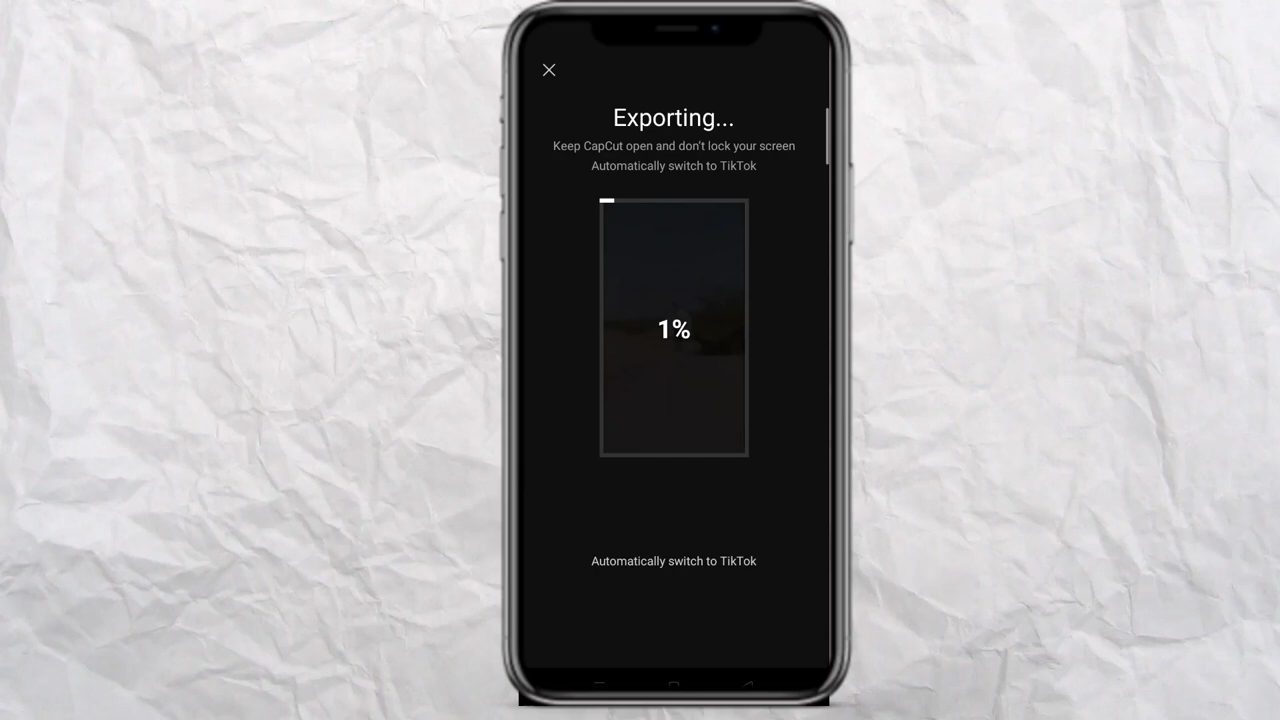 Exporting...
Keep CapCut open and don't lock your screen
Automatically switch to TikTok
1%
Automatically switch to TikTok